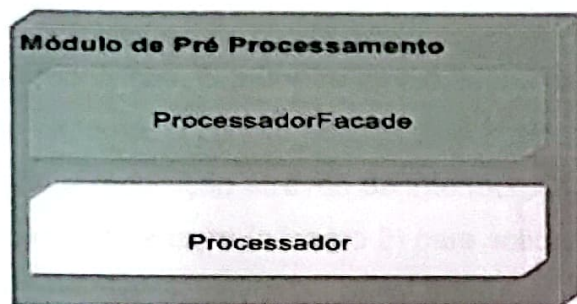 Módulo de Pré Processamento
ProcessadorFacade
Processador